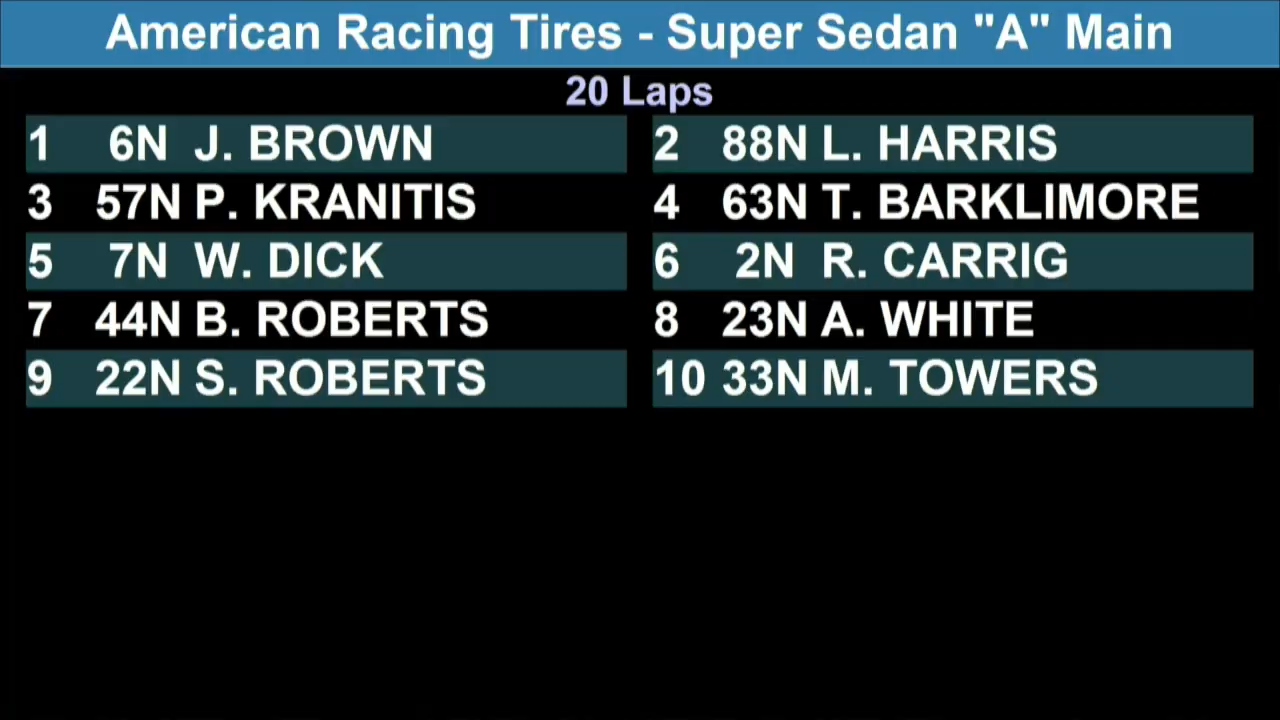 American Racing Tires - Super Sedan "A" Main
20 Laps
1 6N J. BROWN 2 88N L. HARRIS
3 57N P. KRANITIS 4 63N T. BARKLIMORE
5 7N W. DICK 6 2N R. CARRIG
7 44N B. ROBERTS 8 23N A. WHITE
9 22N S. ROBERTS 10 33N M. TOWERS